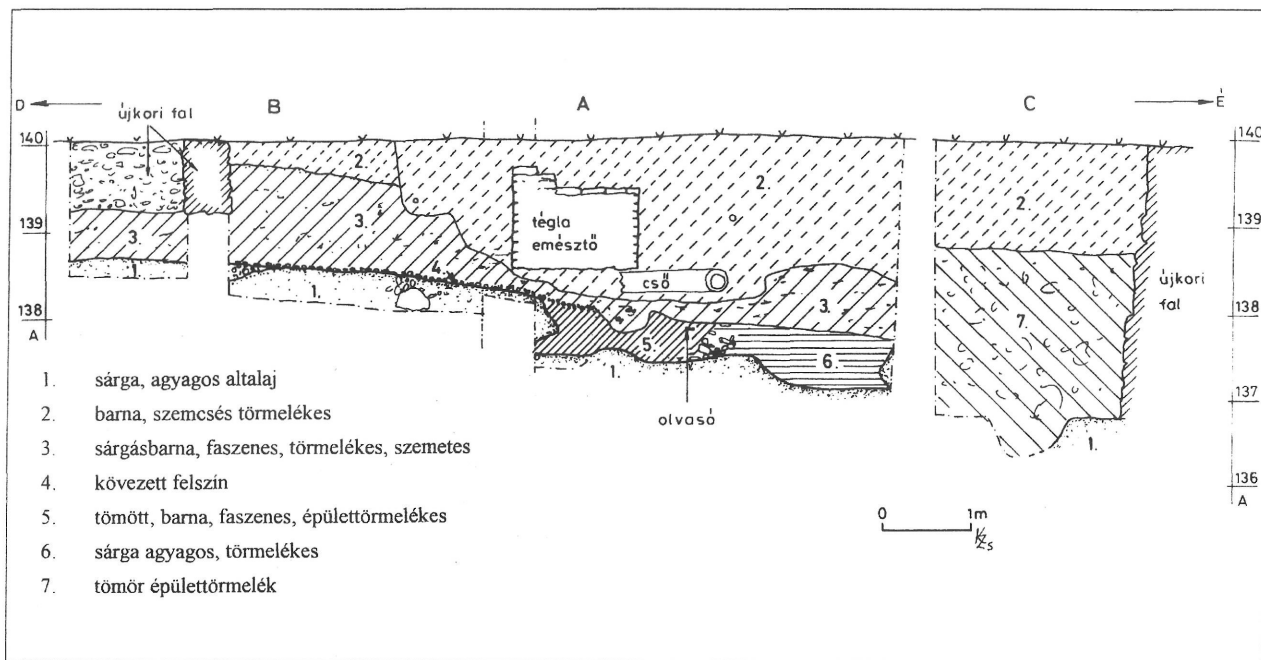 D B A C É
újkori fal
140 140
2.
2. 2
3. tégla emésztő
139 139
3.
4. cső újkori fal
1. 1. 3. 7.
138 138
A
5. 6.
1.
137
olvasó
1.
136
A
0 1m
1. sárga, agyagos altalaj
2 barna, szemcsés törmelékes
3 sárgásbarna, faszenes, törmelékes, szemetes
4. kövezett felszín
5. tömött, barna, faszenes, épülettörmelékes
6. sárga agyagos, törmelékes
7. tömör épülettörmelék